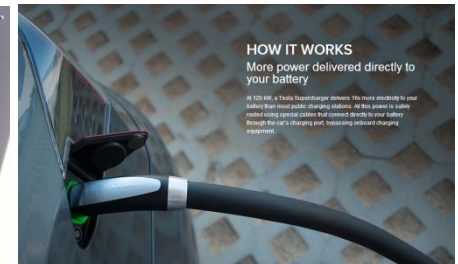 HOW IT WORKS
More power delivered directly to
your battery
At 120 kW, a Tesla Supercharger delivers 16x more electricity to your
battery than most public charging stations. All this power is safely
routed using special cables that connect directly to your battery
through the car's charging port, bypassing onboard charging
equipment.